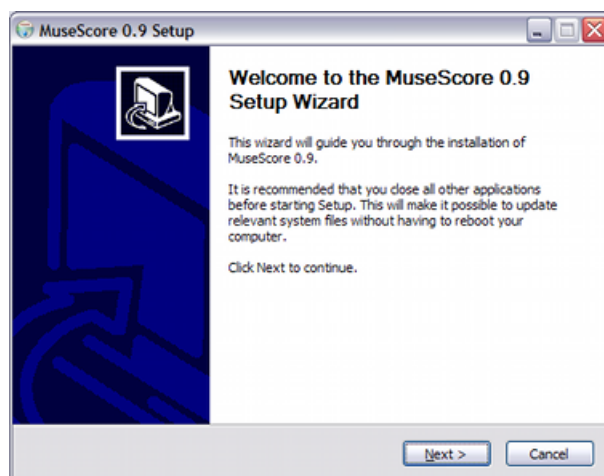 MuseScore 0.9 Setup
Welcome to the MuseScore 0.9
Setup Wizard
This wizard will guide you through the installation of
MuseScore 0.9.
It is recommended that you close all other applications
before starting Setup. This will make it possible to update
relevant system files without having to reboot your
computer.
Click Next to continue.
Next >
Cancel